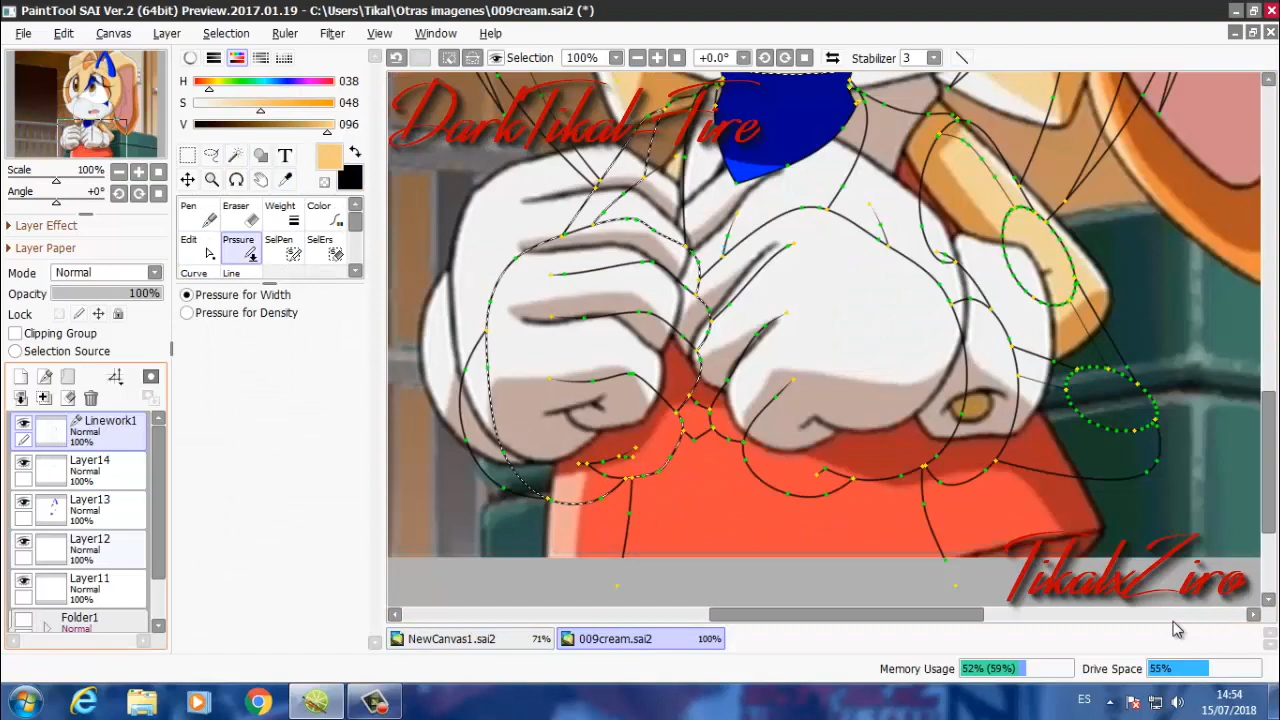 PaintTool SAI Ver.2 (64bit) Preview.2017.01.19 - C:\Users\Tikal\Otras imagenes\009cream.sai2 (*)
File Edit Canvas Layer Selection Ruler Filter View Window Help
Selection 100% +0.0° Stabilizer 3
H 038
S 048
V 096
DarkTikal-Fire
Scale 100%
Angle +0°
T
Pen Eraser Weight Color
Edit Prssure SelPen SelErs
Curve Line
Layer Effect
Layer Paper
Mode Normal
Opacity 100%
Lock
Clipping Group
Selection Source
Pressure for Width
Pressure for Density
Linework1
Normal
100%
Layer14
Normal
100%
Layer13
Normal
100%
Layer12
Normal
100%
Layer11
Normal
100%
Folder1
Normal
TikalxZiro
NewCanvas1.sai2 71% 009cream.sai2 100%
Memory Usage 52% (59%) Drive Space 55%
ES 14:54
15/07/2018